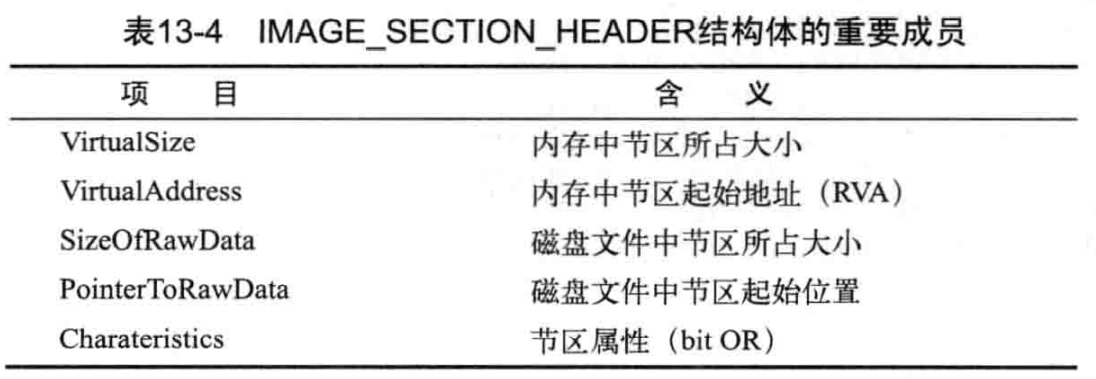 表13-4 IMAGE_SECTION_HEADER结构体的重要成员
项 目 含 义
VirtualSize 内存中节区所占大小
VirtualAddress 内存中节区起始地址（RVA）
SizeOfRawData 磁盘文件中节区所占大小
PointerToRawData 磁盘文件中节区起始位置
Charateristics 节区属性（bit OR）